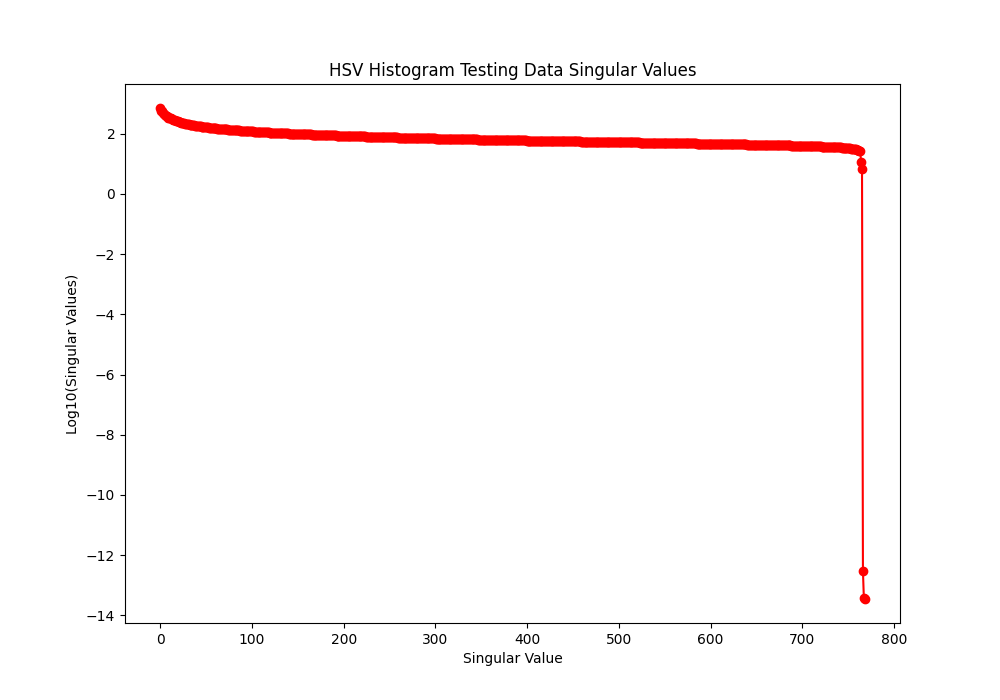 HSV Histogram Testing Data Singular Values
Log10(Singular Values)
2
0
−2
−4
−6
−8
−10
−12
−14
0 100 200 300 400 500 600 700 800
Singular Value